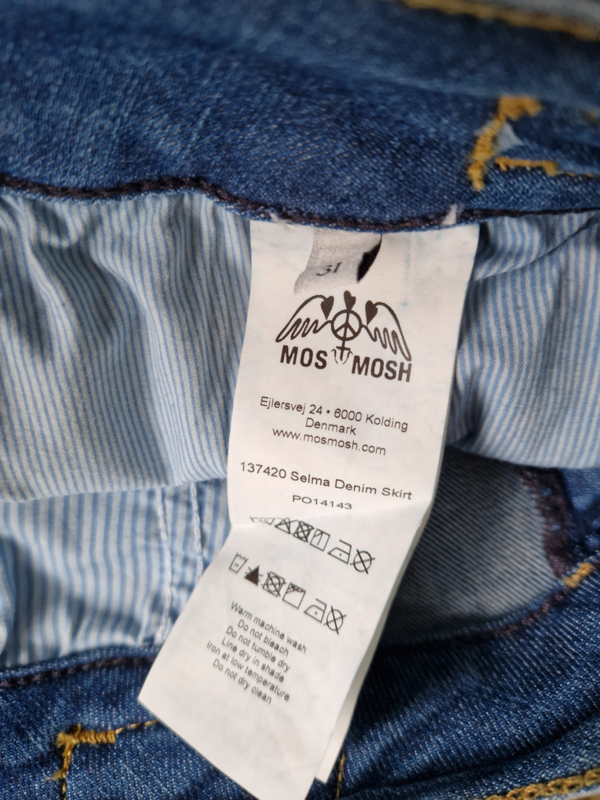 31
MOS MOSH
Ejlersvej 24 • 6000 Kolding
Denmark
www.mosmosh.com
137420 Selma Denim Skirt
PO14143
Warm machine wash
Do not bleach
Do not tumble dry
Line dry in shade
Iron at low temperature
Do not dry clean